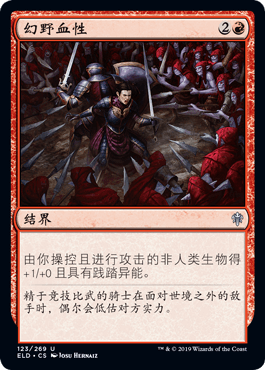 幻野血性 2
结界
由你操控且进行攻击的非人类生物得
+1/+0 且具有践踏异能。
精于竞技比武的骑士在面对世境之外的敌
手时，偶尔会低估对方实力。
123/269 U
ELD • CS JOSU HERNAIZ
™ & © 2019 Wizards of the Coast